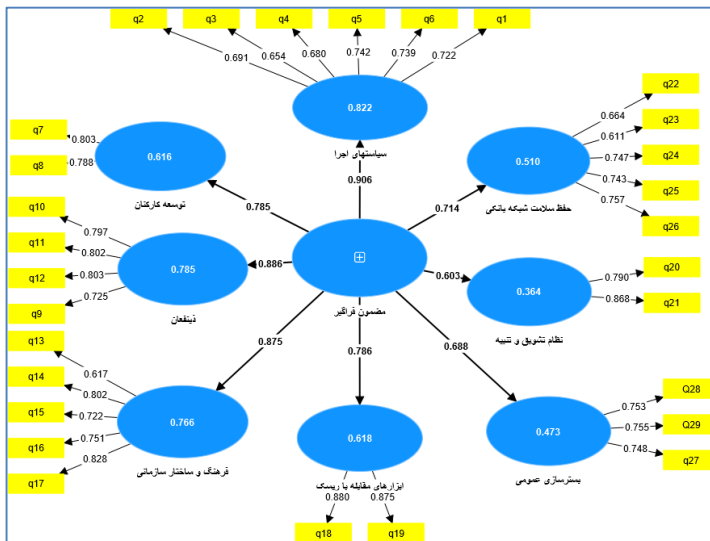 q2
q3
q4
q5
q6
q1
0.691
0.654
0.680
0.742
0.739
0.722
0.822
سیاستهای اجرا
0.906
q7
q8
0.803
0.788
0.616
توسعه کارکنان
0.785
q22
q23
q24
q25
q26
0.664
0.611
0.747
0.743
0.757
0.510
حفظ سلامت شبکه بانکی
0.714
q10
q11
q12
q9
0.797
0.802
0.803
0.725
0.785
ذینفعان
0.886
مضمون فراگیر
q20
q21
0.790
0.868
0.364
نظام تشویق و تنبیه
0.603
q13
q14
q15
q16
q17
0.617
0.802
0.722
0.751
0.828
0.766
فرهنگ و ساختار سازمانی
0.875
0.786
0.618
ابزارهای مقابله با ریسک
0.880
0.875
q18
q19
0.688
0.473
بسترسازی عمومی
0.753
0.755
0.748
Q28
Q29
q27